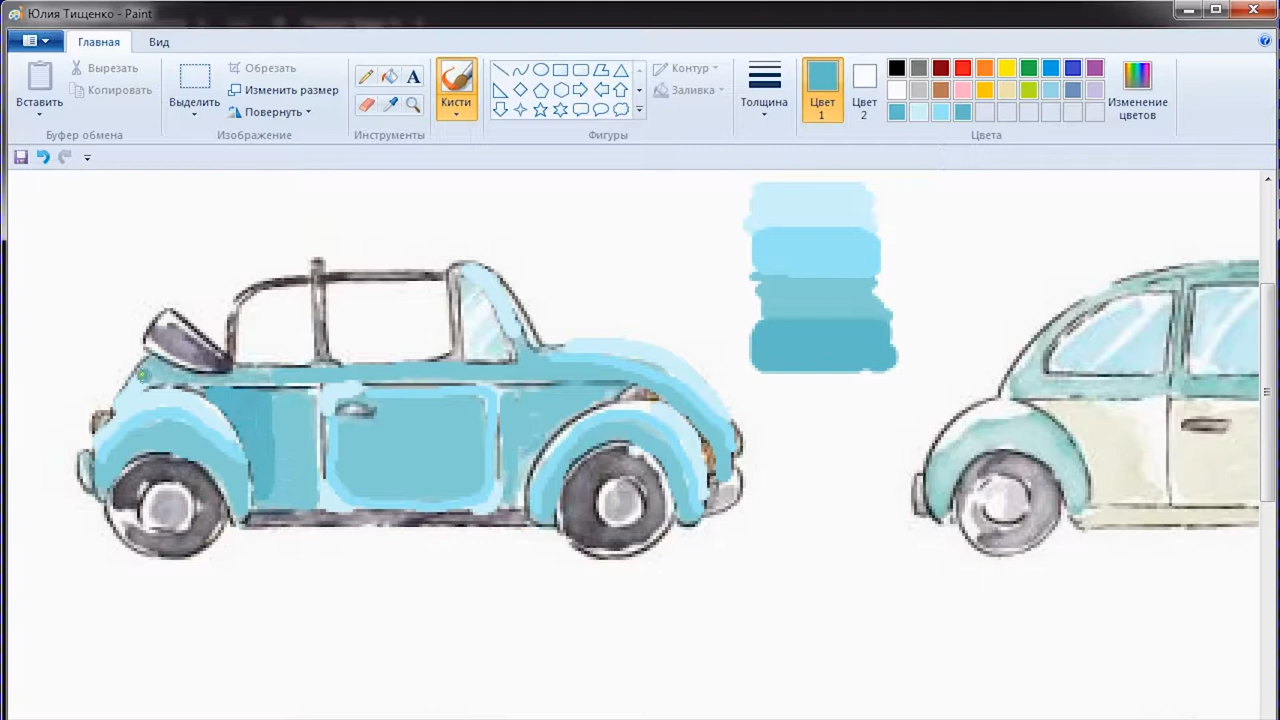 Юлия Тищенко - Paint
Главная Вид
Вставить
Вырезать
Копировать
Буфер обмена
Выделить
Обрезать
Изменить размер
Повернуть
Изображение
A
Инструменты
Кисти
Фигуры
Контур
Заливка
Толщина
Цвет 1
Цвет 2
Цвета
Изменение цветов